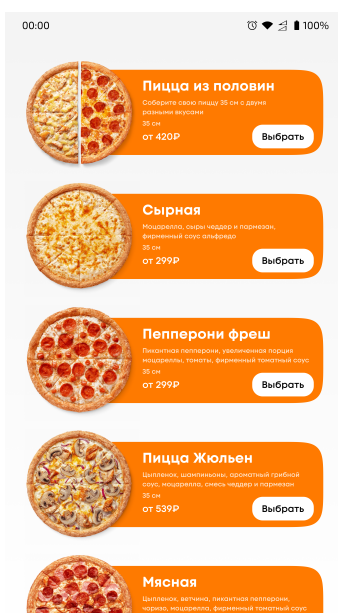 00:00 100%
Пицца из половин
Соберите свою пиццу 35 см с двумя
разными вкусами
35 см
от 420₽ Выбрать
Сырная
Моцарелла, сыры чеддер и пармезан,
фирменный соус альфредо
35 см
от 299₽ Выбрать
Пепперони фреш
Пикантная пепперони, увеличенная порция
моцареллы, томаты, фирменный томатный соус
35 см
от 299₽ Выбрать
Пицца Жюльен
Цыпленок, шампиньоны, ароматный грибной
соус, моцарелла, смесь чеддер и пармезан
35 см
от 539₽ Выбрать
Мясная
Цыпленок, ветчина, пикантная пепперони,
чоризо, моцарелла, фирменный томатный соус